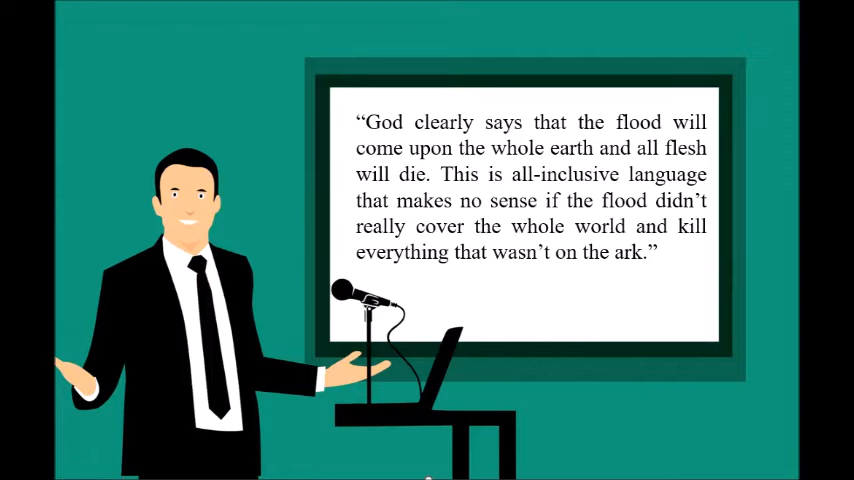 “God clearly says that the flood will
come upon the whole earth and all flesh
will die. This is all-inclusive language
that makes no sense if the flood didn’t
really cover the whole world and kill
everything that wasn’t on the ark.”